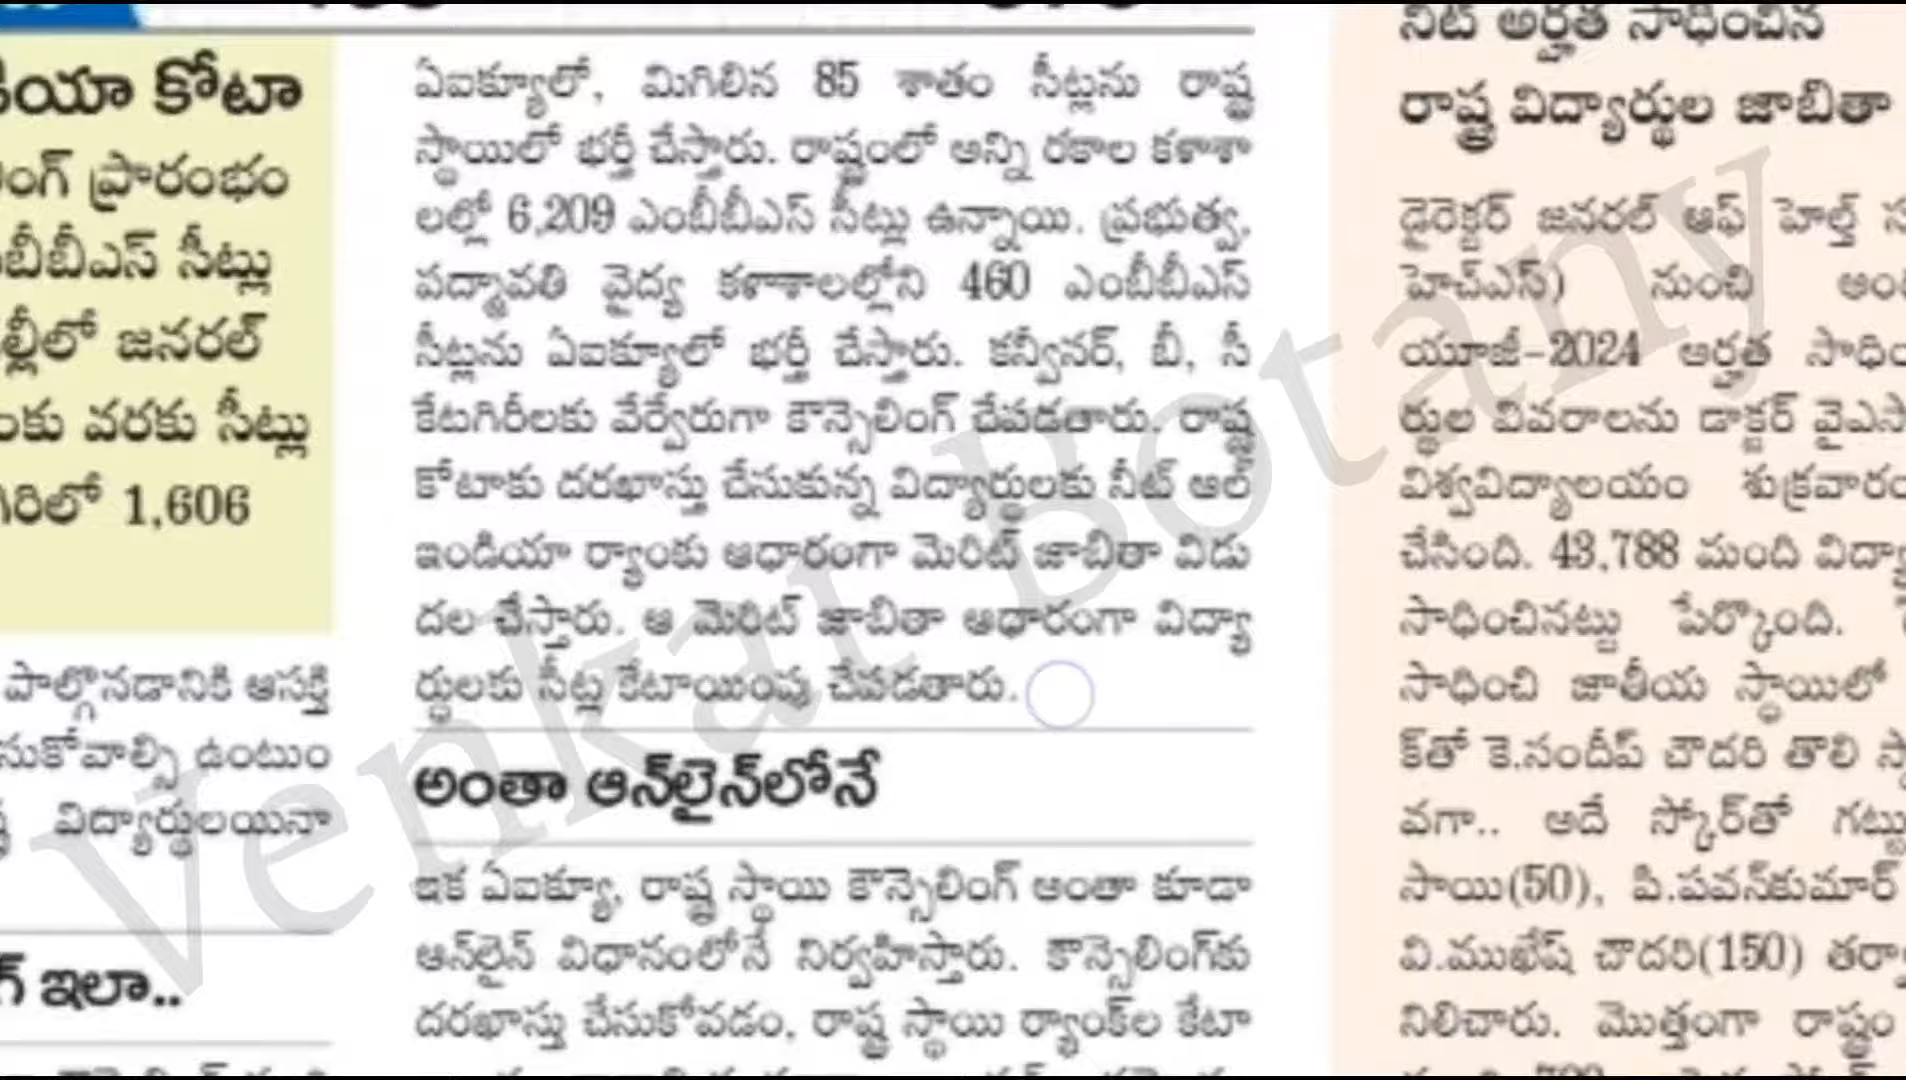 డియా కోటా
ింగ్ ప్రారంభం
బీబీఎస్ సీట్లు
ల్లీలో జనరల్
ంకు వరకు సీట్లు
గిరిలో 1,606
పాల్గొనడానికి ఆసక్తి
సుకోవాల్సి ఉంటుం
విద్యార్థులయినా
గ్ ఇలా..
ఏఐక్యూలో, మిగిలిన 85 శాతం సీట్లను రాష్ట్ర
స్థాయిలో భర్తీ చేస్తారు. రాష్ట్రంలో అన్ని రకాల కళాశా
లల్లో 6,209 ఎంబీబీఎస్ సీట్లు ఉన్నాయి. ప్రభుత్వ,
పద్మావతి వైద్య కళాశాలల్లోని 460 ఎంబీబీఎస్
సీట్లను ఏఐక్యూలో భర్తీ చేస్తారు. కన్వీనర్, బీ, సీ
కేటగిరీలకు వేర్వేరుగా కౌన్సెలింగ్ చేపడతారు. రాష్ట్ర
కోటాకు దరఖాస్తు చేసుకున్న విద్యార్థులకు నీట్ ఆల్
ఇండియా ర్యాంకు ఆధారంగా మెరిట్ జాబితా విడు
దల చేస్తారు. ఆ మెరిట్ జాబితా ఆధారంగా విద్యా
ర్థులకు సీట్ల కేటాయింపు చేపడతారు.
అంతా ఆన్‌లైన్‌లోనే
ఇక ఏఐక్యూ, రాష్ట్ర స్థాయి కౌన్సెలింగ్ అంతా కూడా
ఆన్‌లైన్ విధానంలోనే నిర్వహిస్తారు. కౌన్సెలింగ్‌కు
దరఖాస్తు చేసుకోవడం, రాష్ట్ర స్థాయి ర్యాంక్‌ల కేటా
నీట్ అర్హత సాధించిన
రాష్ట్ర విద్యార్థుల జాబితా
డైరెక్టర్ జనరల్ ఆఫ్ హెల్త్ స
హెచ్ఎస్) నుంచి అం
యూజీ-2024 అర్హత సాధిం
ర్థుల వివరాలను డాక్టర్ వైఎస
విశ్వవిద్యాలయం శుక్రవారం
చేసింది. 43,788 మంది విద్యా
సాధించినట్టు పేర్కొంది.
సాధించి జాతీయ స్థాయిలో
క్‌తో కె.సందీప్ చౌదరి తొలి స్థా
వగా.. అదే స్కోర్‌తో గట్టు
సాయి(50), పి.పవన్‌కుమార్
వి.ముఖేష్ చౌదరి(150) తర్వా
నిలిచారు. మొత్తంగా రాష్ట్రం
Venkat Botany